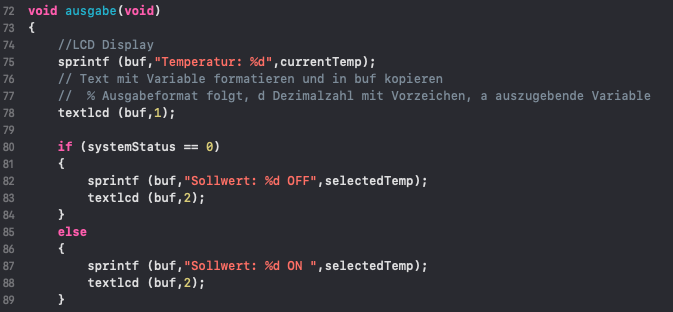 72 void ausgabe(void)
73 {
74     //LCD Display
75     sprintf (buf,"Temperatur: %d",currentTemp);
76     // Text mit Variable formatieren und in buf kopieren
77     //  % Ausgabeformat folgt, d Dezimalzahl mit Vorzeichen, a auszugebende Variable
78     textlcd (buf,1);
79
80     if (systemStatus == 0)
81     {
82         sprintf (buf,"Sollwert: %d OFF",selectedTemp);
83         textlcd (buf,2);
84     }
85     else
86     {
87         sprintf (buf,"Sollwert: %d ON ",selectedTemp);
88         textlcd (buf,2);
89     }